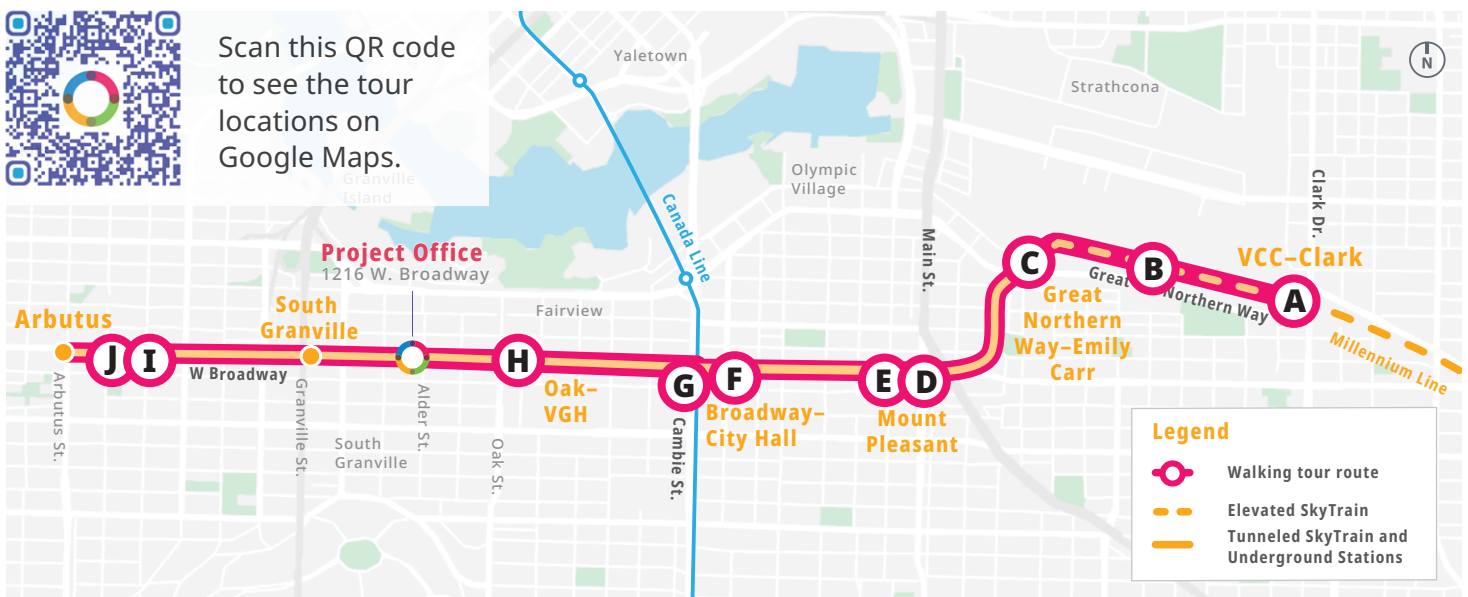 Scan this QR code
to see the tour
locations on
Google Maps.
Granville
Island
Yaletown
Strathcona
N
Olympic
Village
Canada Line
Main St.
Clark Dr.
VCC–Clark
Project Office
1216 W. Broadway
Fairview
South
Granville
Arbutus
J
I
H
G
F
E
D
C
B
A
W Broadway
Great Northern Way
Great
Northern
Way–Emily
Carr
Millennium Line
Oak–
VGH
Broadway–
City Hall
Mount
Pleasant
Arbutus St.
Granville St.
South
Granville
Alder St.
Oak St.
Cambie St.
Legend
Walking tour route
Elevated SkyTrain
Tunneled SkyTrain and
Underground Stations